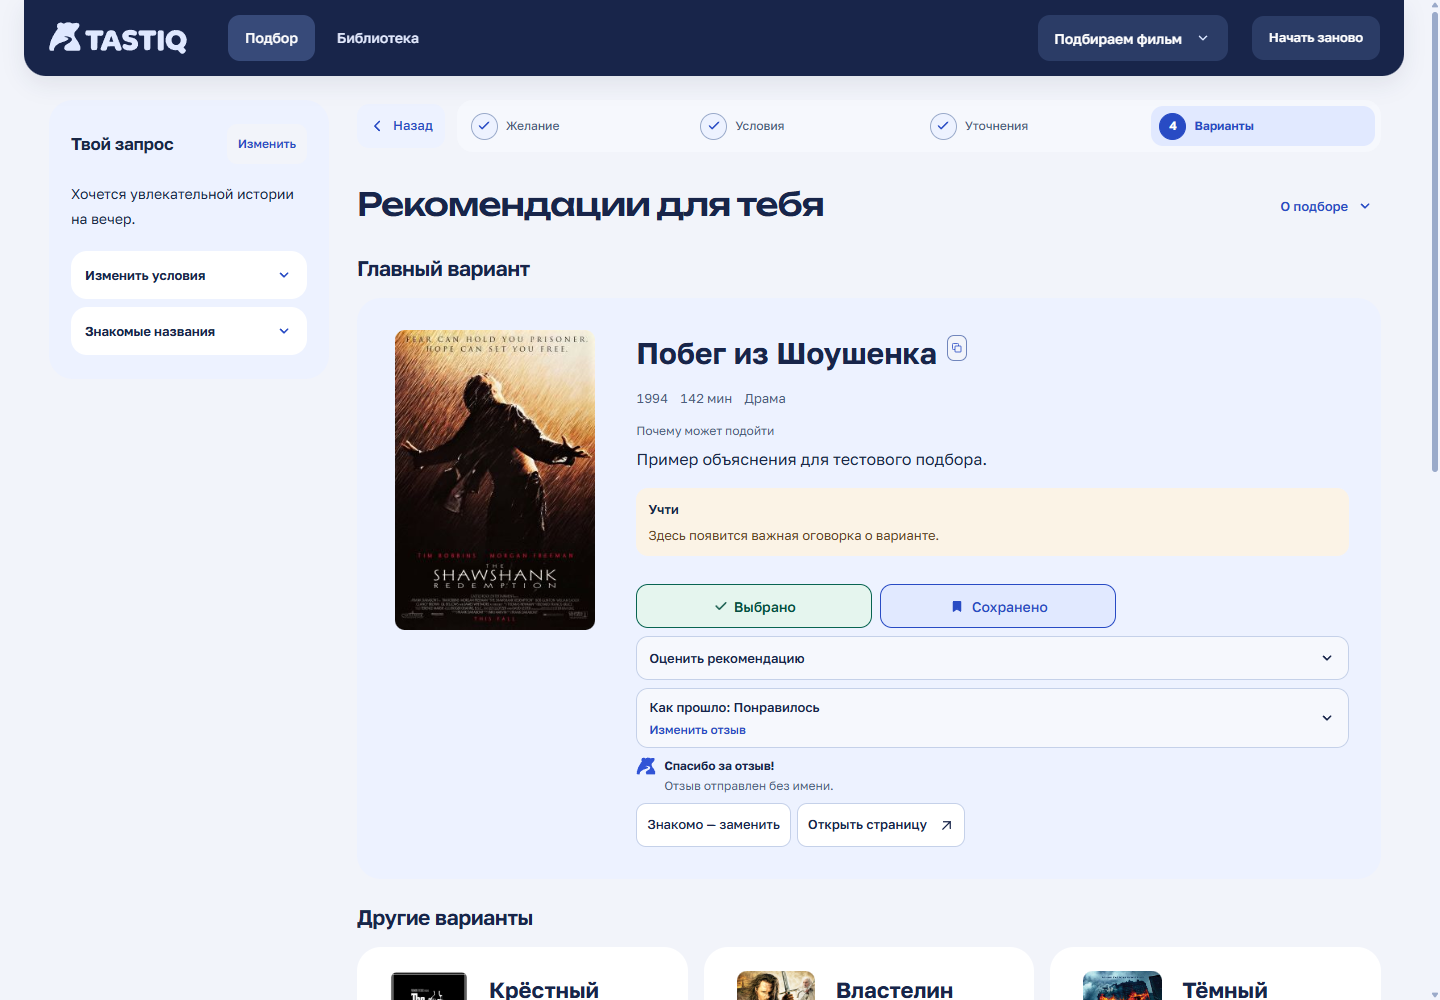 TASTIQ
Подбор
Библиотека
Подбираем фильм
Начать заново
Твой запрос
Изменить
Хочется увлекательной истории
на вечер.
Изменить условия
Знакомые названия
Назад
Желание
Условия
Уточнения
4 Варианты
Рекомендации для тебя
О подборе
Главный вариант
FEAR CAN HOLD YOU PRISONER.
HOPE CAN SET YOU FREE.
TIM ROBBINS MORGAN FREEMAN
THE
SHAWSHANK
REDEMPTION
THIS FALL
Побег из Шоушенка
1994 142 мин Драма
Почему может подойти
Пример объяснения для тестового подбора.
Учти
Здесь появится важная оговорка о варианте.
Выбрано
Сохранено
Оценить рекомендацию
Как прошло: Понравилось
Изменить отзыв
Спасибо за отзыв!
Отзыв отправлен без имени.
Знакомо — заменить
Открыть страницу
Другие варианты
Крёстный
Властелин
Тёмный